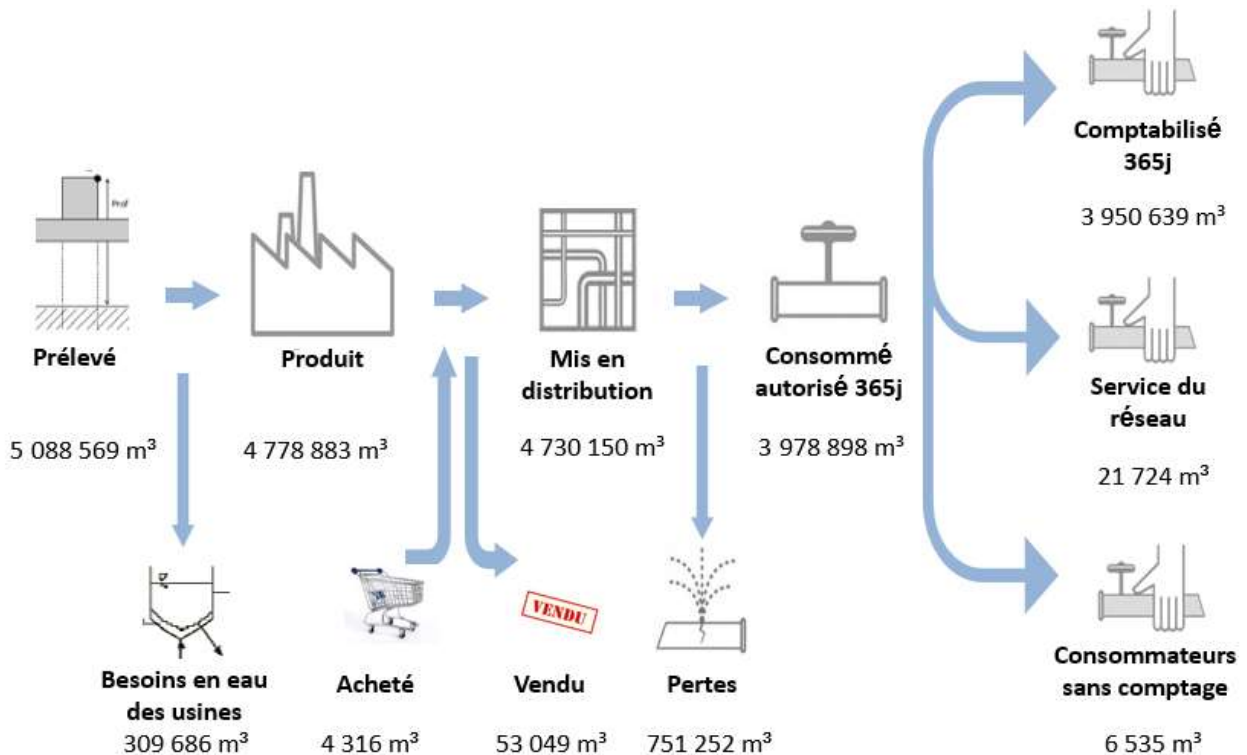 Comptabilisé
365j
3 950 639 m³
Prof
Prélevé
Produit
Mis en
distribution
Consommé
autorisé 365j
Service du
réseau
5 088 569 m³
4 778 883 m³
4 730 150 m³
3 978 898 m³
21 724 m³
VENDU
Besoins en eau
des usines
Acheté
Vendu
Pertes
Consommateurs
sans comptage
309 686 m³
4 316 m³
53 049 m³
751 252 m³
6 535 m³